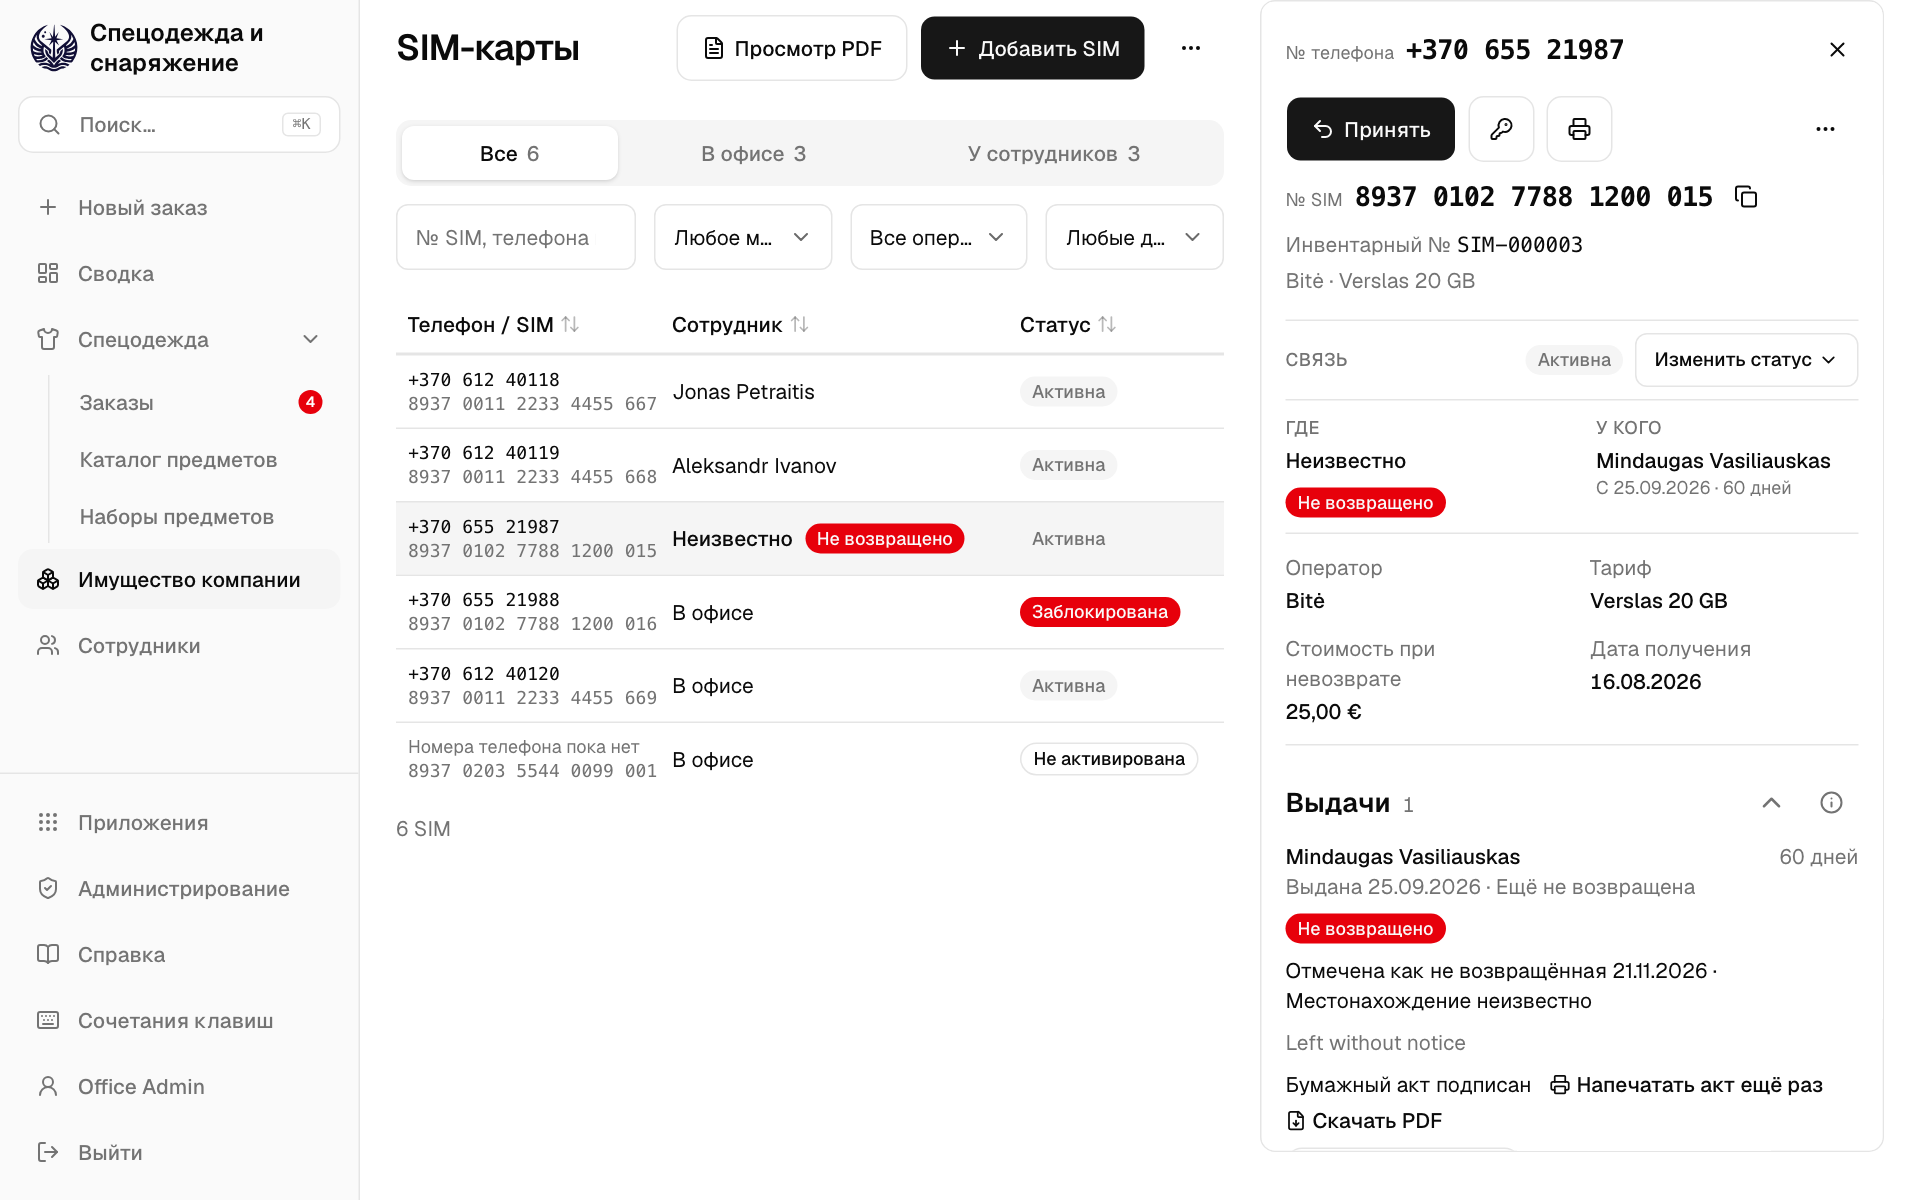 Спецодежда и
снаряжение
Поиск... ⌘K
Новый заказ
Сводка
Спецодежда
Заказы 4
Каталог предметов
Наборы предметов
Имущество компании
Сотрудники
Приложения
Администрирование
Справка
Сочетания клавиш
Office Admin
Выйти
SIM-карты
Просмотр PDF
Добавить SIM
Все 6
В офисе 3
У сотрудников 3
№ SIM, телефона
Любое м...
Все опер...
Любые д...
Телефон / SIM Сотрудник Статус
+370 612 40118
8937 0011 2233 4455 667 Jonas Petraitis Активна
+370 612 40119
8937 0011 2233 4455 668 Aleksandr Ivanov Активна
+370 655 21987
8937 0102 7788 1200 015 Неизвестно Не возвращено Активна
+370 655 21988
8937 0102 7788 1200 016 В офисе Заблокирована
+370 612 40120
8937 0011 2233 4455 669 В офисе Активна
Номера телефона пока нет
8937 0203 5544 0099 001 В офисе Не активирована
6 SIM
№ телефона +370 655 21987
Принять
№ SIM 8937 0102 7788 1200 015
Инвентарный № SIM-000003
Bitė · Verslas 20 GB
СВЯЗЬ Активна Изменить статус
ГДЕ У КОГО
Неизвестно Mindaugas Vasiliauskas
Не возвращено С 25.09.2026 · 60 дней
Оператор Тариф
Bitė Verslas 20 GB
Стоимость при
невозврате Дата получения
25,00 € 16.08.2026
Выдачи 1
Mindaugas Vasiliauskas 60 дней
Выдана 25.09.2026 · Ещё не возвращена
Не возвращено
Отмечена как не возвращённая 21.11.2026 ·
Местонахождение неизвестно
Left without notice
Бумажный акт подписан Напечатать акт ещё раз
Скачать PDF